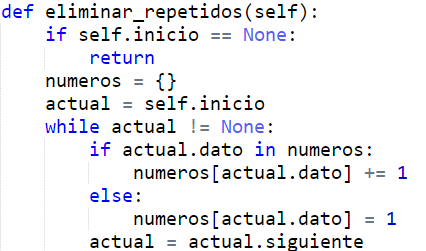 def eliminar_repetidos(self):
    if self.inicio == None:
        return
    numeros = {}
    actual = self.inicio
    while actual != None:
        if actual.dato in numeros:
            numeros[actual.dato] += 1
        else:
            numeros[actual.dato] = 1
        actual = actual.siguiente